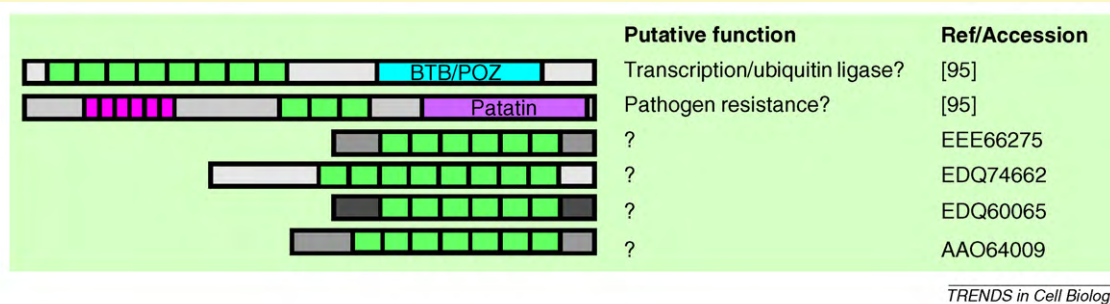 Putative function Ref/Accession
BTB/POZ Transcription/ubiquitin ligase? [95]
Patatin Pathogen resistance? [95]
? EEE66275
? EDQ74662
? EDQ60065
? AAO64009
TRENDS in Cell Biolog